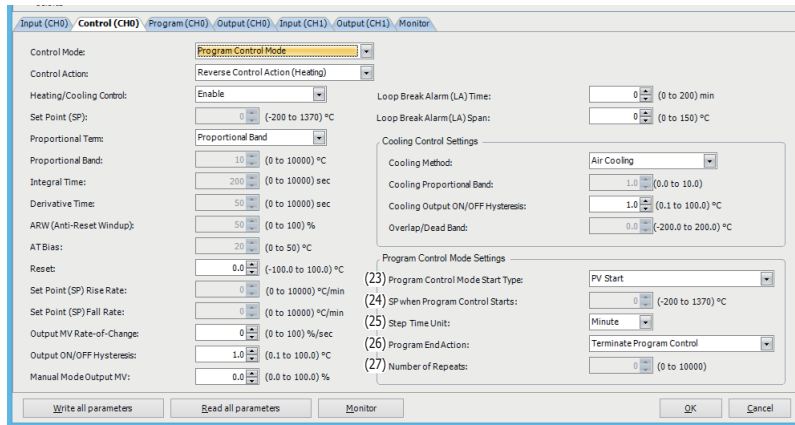 Input (CH0) Control (CH0) Program (CH0) Output (CH0) Input (CH1) Output (CH1) Monitor
Control Mode: Program Control Mode
Control Action: Reverse Control Action (Heating)
Heating/Cooling Control: Enable
Set Point (SP): 0 (-200 to 1370) °C
Proportional Term: Proportional Band
Proportional Band: 10 (0 to 10000) °C
Integral Time: 200 (0 to 10000) sec
Derivative Time: 50 (0 to 10000) sec
ARW (Anti-Reset Windup): 50 (0 to 100) %
AT Bias: 20 (0 to 50) °C
Reset: 0.0 (-100.0 to 100.0) °C
Set Point (SP) Rise Rate: 0 (0 to 10000) °C/min
Set Point (SP) Fall Rate: 0 (0 to 10000) °C/min
Output MV Rate-of-Change: 0 (0 to 100) %/sec
Output ON/OFF Hysteresis: 1.0 (0.1 to 100.0) °C
Manual Mode Output MV: 0.0 (0.0 to 100.0) %
Loop Break Alarm (LA) Time: 0 (0 to 200) min
Loop Break Alarm (LA) Span: 0 (0 to 150) °C
Cooling Control Settings
Cooling Method: Air Cooling
Cooling Proportional Band: 1.0 (0.0 to 10.0)
Cooling Output ON/OFF Hysteresis: 1.0 (0.1 to 100.0) °C
Overlap/Dead Band: 0.0 (-200.0 to 200.0) °C
Program Control Mode Settings
(23) Program Control Mode Start Type: PV Start
(24) SP when Program Control Starts: 0 (-200 to 1370) °C
(25) Step Time Unit: Minute
(26) Program End Action: Terminate Program Control
(27) Number of Repeats: 0 (0 to 10000)
Write all parameters Read all parameters Monitor OK Cancel